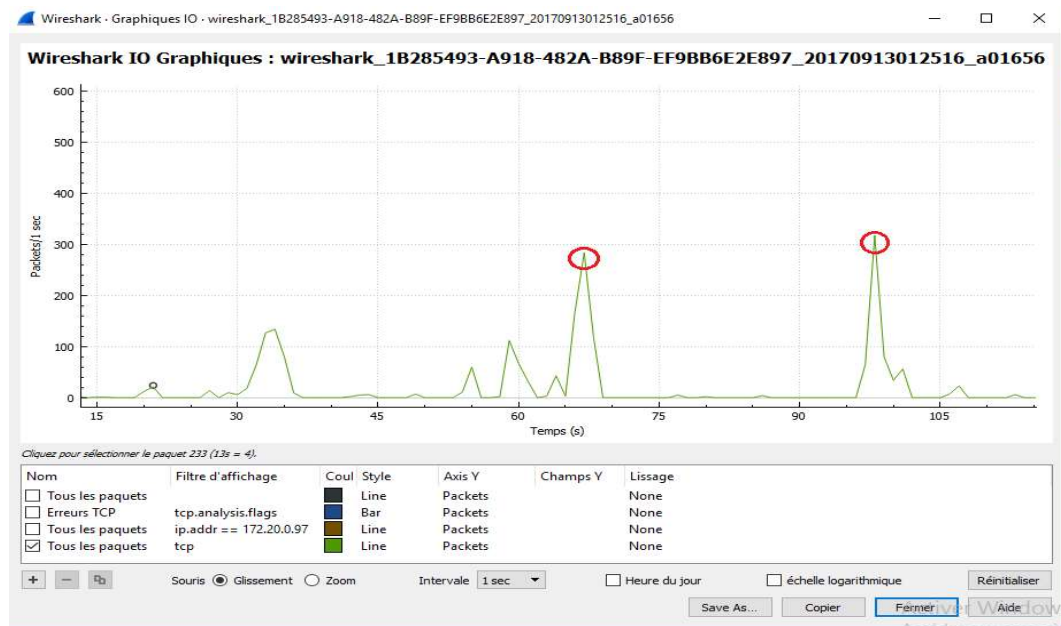 Wireshark · Graphiques IO · wireshark_1B285493-A918-482A-B89F-EF9BB6E2E897_20170913012516_a01656
Wireshark IO Graphiques : wireshark_1B285493-A918-482A-B89F-EF9BB6E2E897_20170913012516_a01656
600
500
400
300
200
100
0
Packets/1 sec
15 30 45 60 75 90 105
Temps (s)
Cliquez pour sélectionner le paquet 233 (13s = 4).
Nom Filtre d'affichage Coul Style Axis Y Champs Y Lissage
Tous les paquets Line Packets None
Erreurs TCP tcp.analysis.flags Bar Packets None
Tous les paquets ip.addr == 172.20.0.97 Line Packets None
Tous les paquets tcp Line Packets None
+ − Souris Glissement Zoom Intervale 1 sec Heure du jour échelle logarithmique Réinitialiser
Save As... Copier Fermer Aide
Activer Window